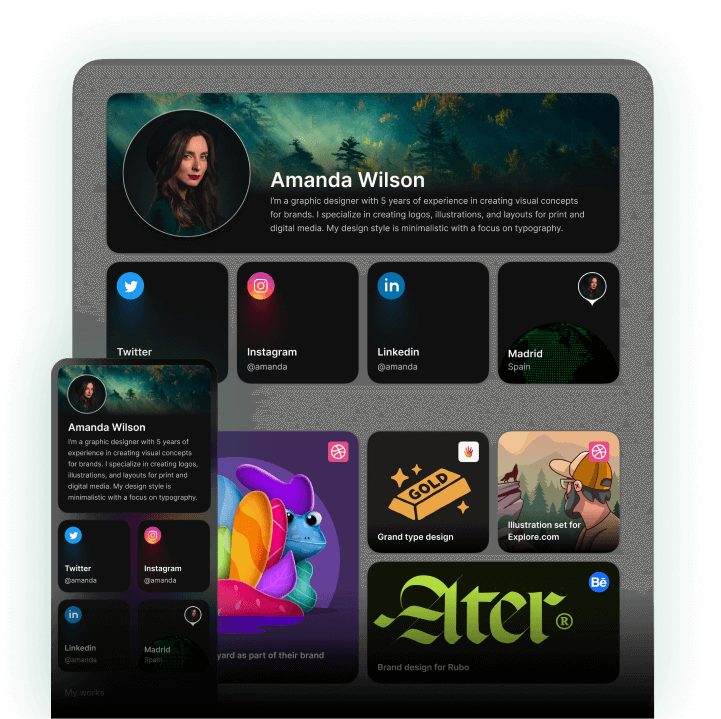 Amanda Wilson
I'm a graphic designer with 5 years of experience in creating visual concepts
for brands. I specialize in creating logos, illustrations, and layouts for print and
digital media. My design style is minimalistic with a focus on typography.
Twitter
Instagram
@amanda
in
Linkedin
@amanda
Madrid
Spain
Amanda Wilson
I'm a graphic designer with 5 years of
experience in creating visual concepts
for brands. I specialize in creating logos,
illustrations, and layouts for print and
digital media. My design style is
minimalistic with a focus on typography.
Twitter
@amanda
Instagram
@amanda
in
Linkedin
@amanda
Madrid
Spain
My works
yard as part of their brand
GOLD
Grand type design
Illustration set for
Explore.com
Bē
Ater®
Brand design for Rubo